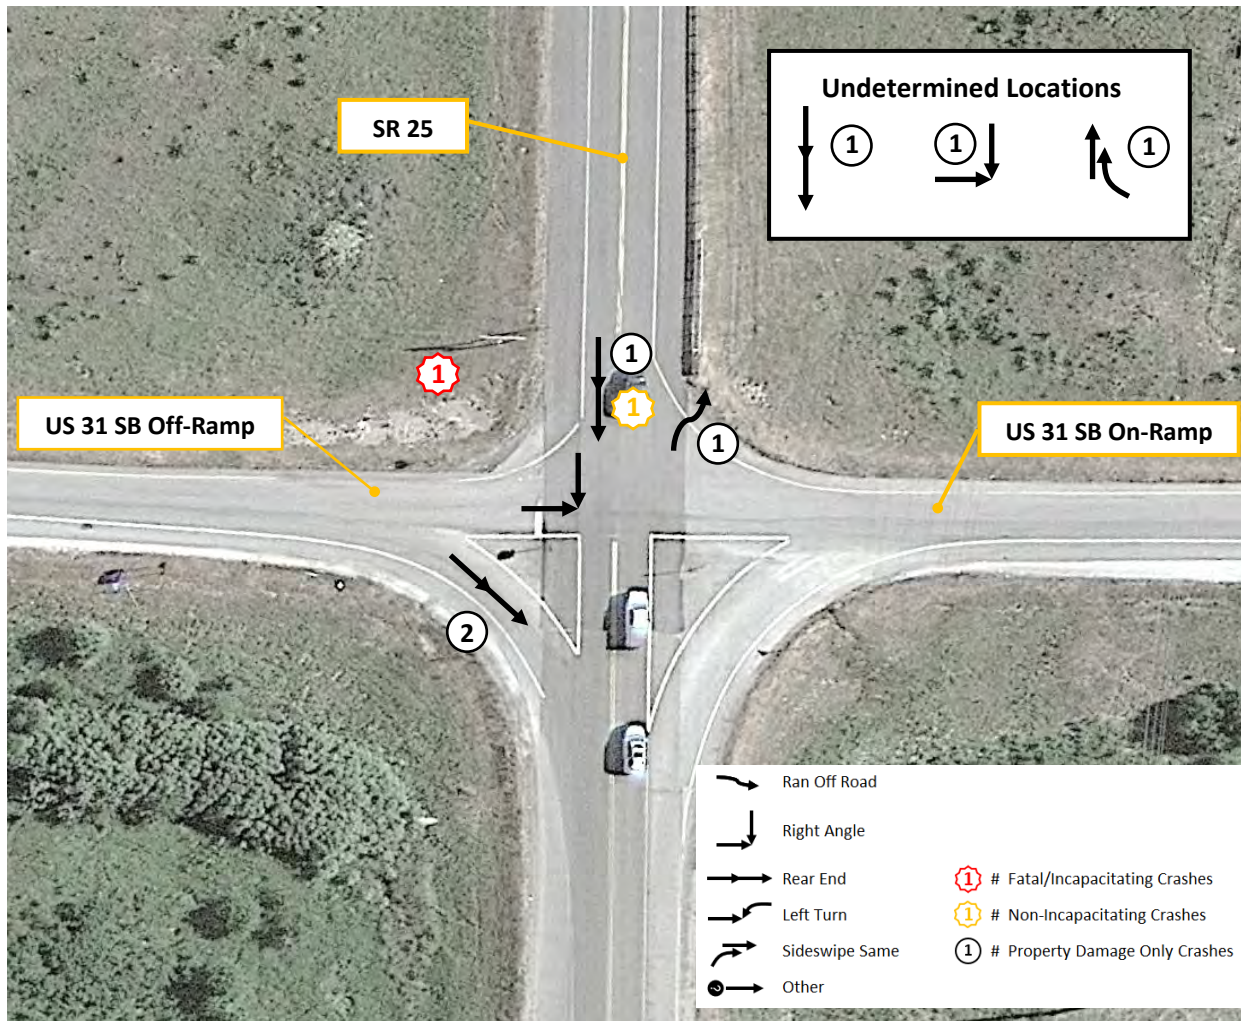 Undetermined Locations
1
1
1
SR 25
1
1
1
US 31 SB Off-Ramp
1
US 31 SB On-Ramp
2
Ran Off Road
Right Angle
Rear End
1 # Fatal/Incapacitating Crashes
Left Turn
1 # Non-Incapacitating Crashes
Sideswipe Same
1 # Property Damage Only Crashes
? Other